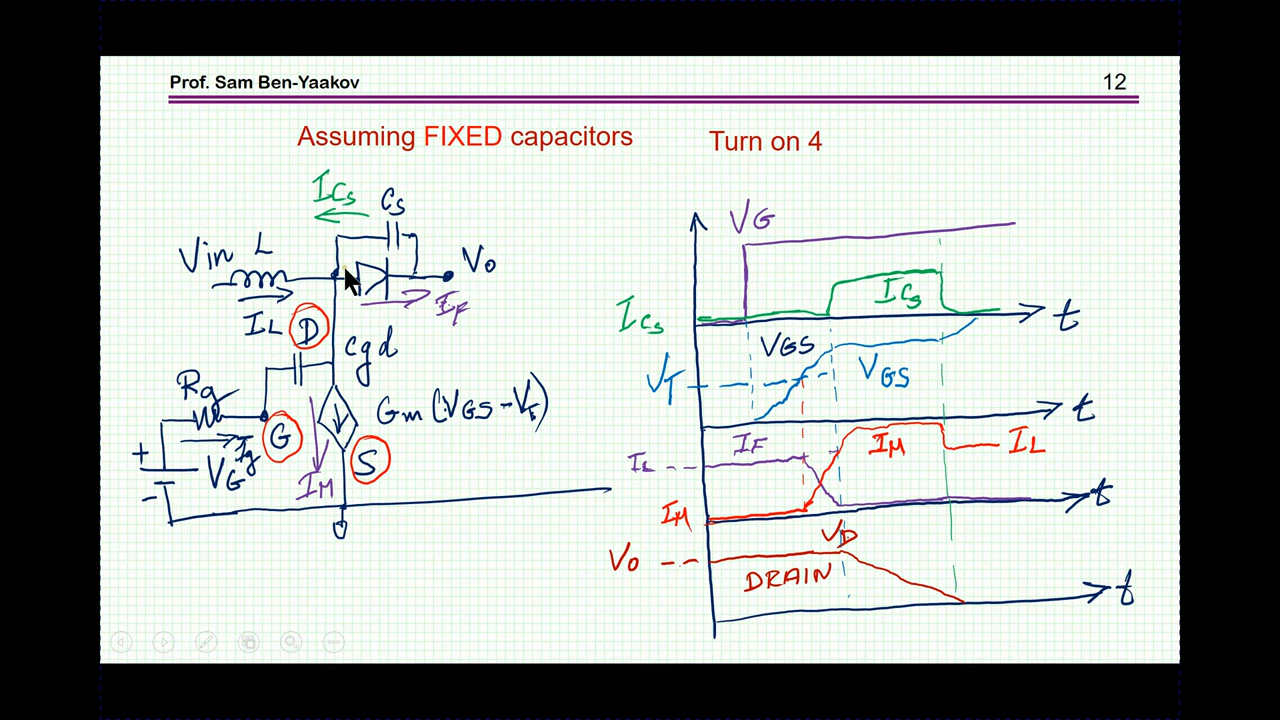 Prof. Sam Ben-Yaakov
12
Assuming FIXED capacitors
Turn on 4
ICs
Cs
Vin
L
Vo
IL
IF
D
Cgd
Rg
G
Gm (VGS - VT)
+
-
VG
Ig
IM
S
VG
ICs
ICs
t
VGS
VT
VGS
t
IF
IL
IM
IL
IM
t
VD
Vo
DRAIN
t